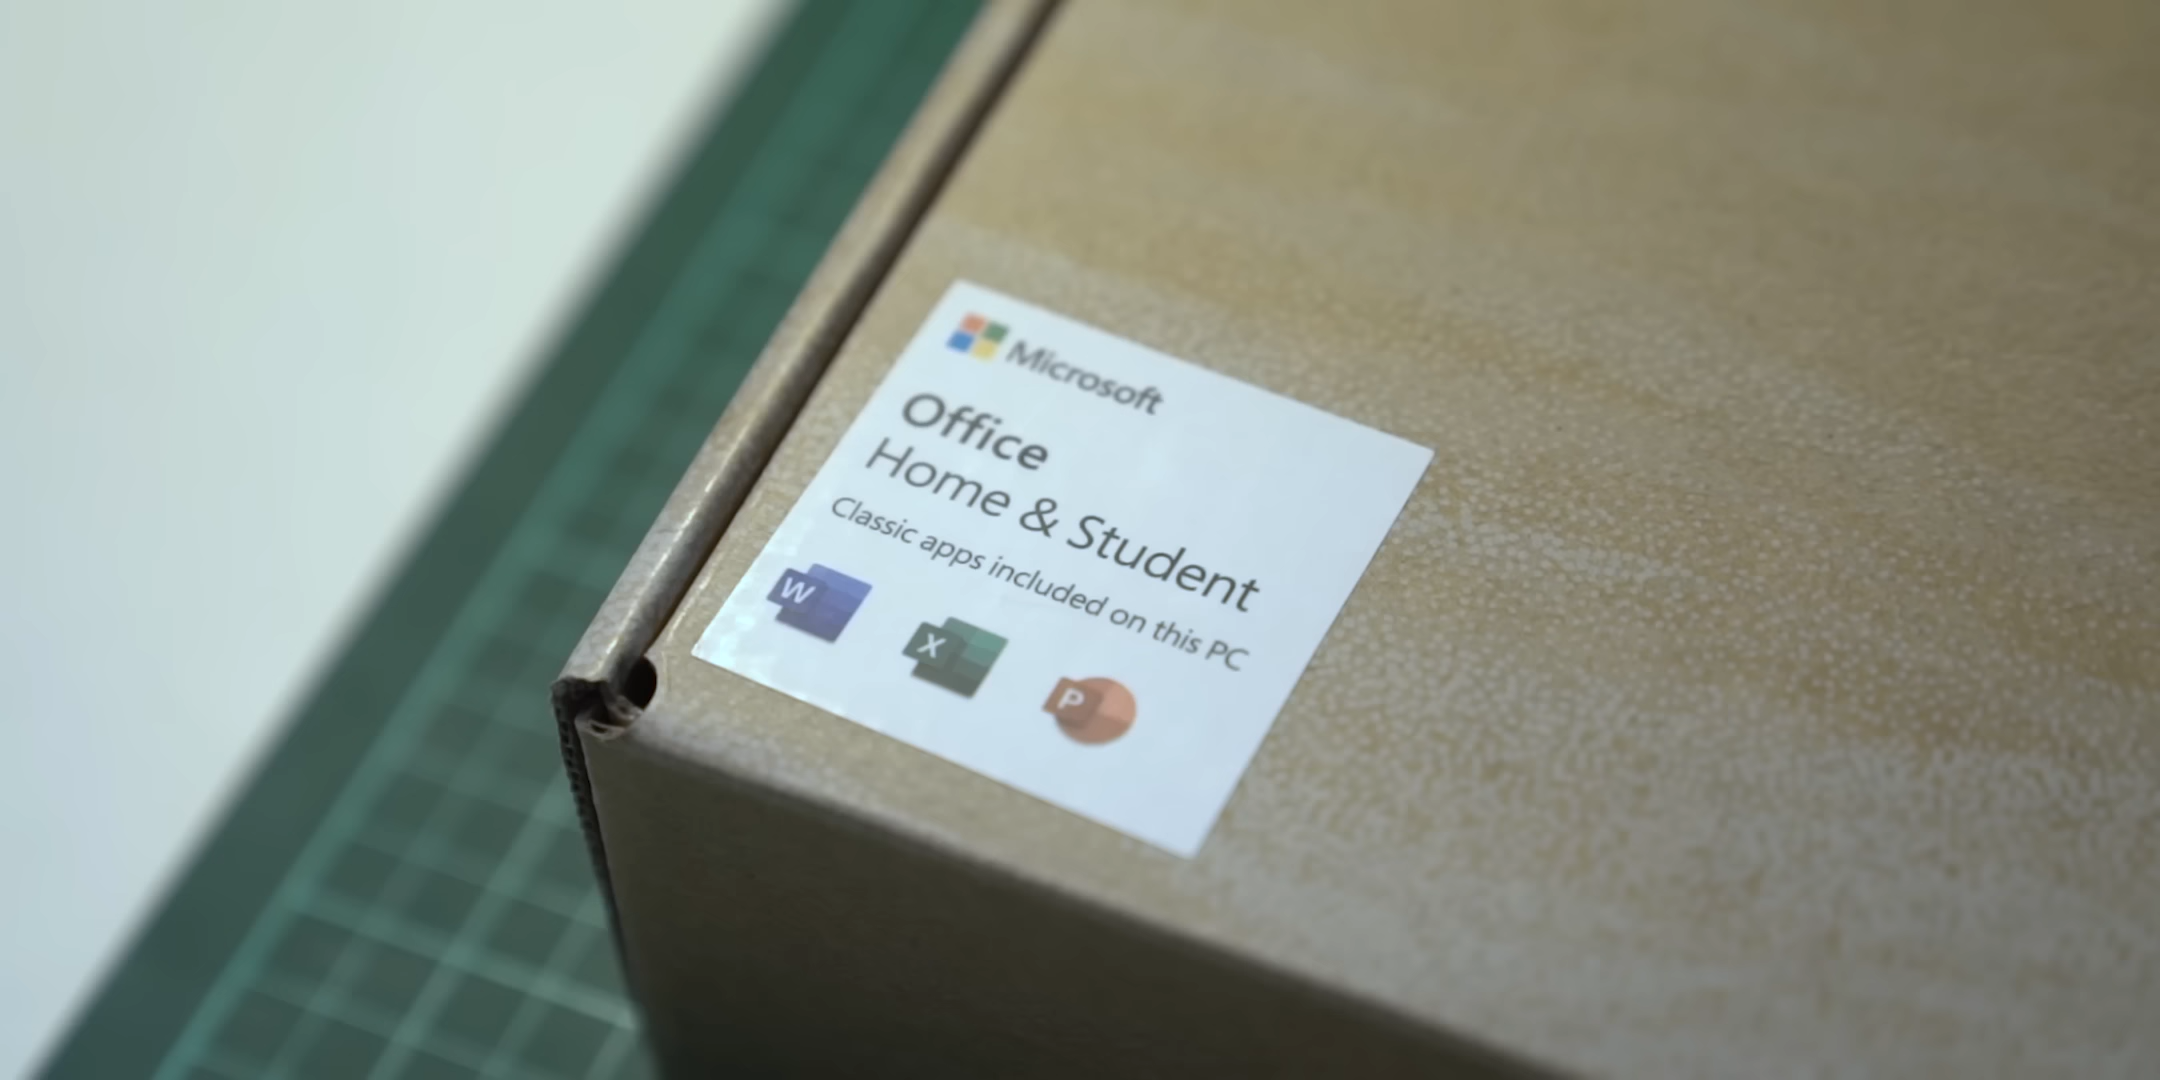 Microsoft
Office
Home & Student
Classic apps included on this PC
W
X
P